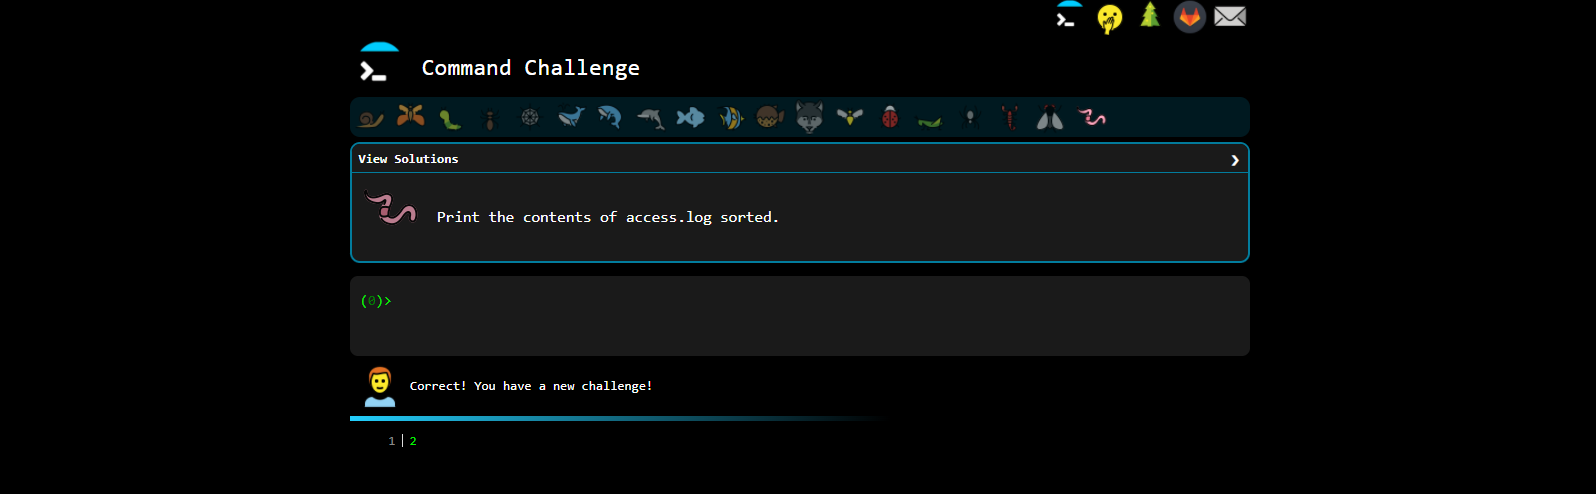 Command Challenge
View Solutions
Print the contents of access.log sorted.
(0)>
Correct! You have a new challenge!
1 2